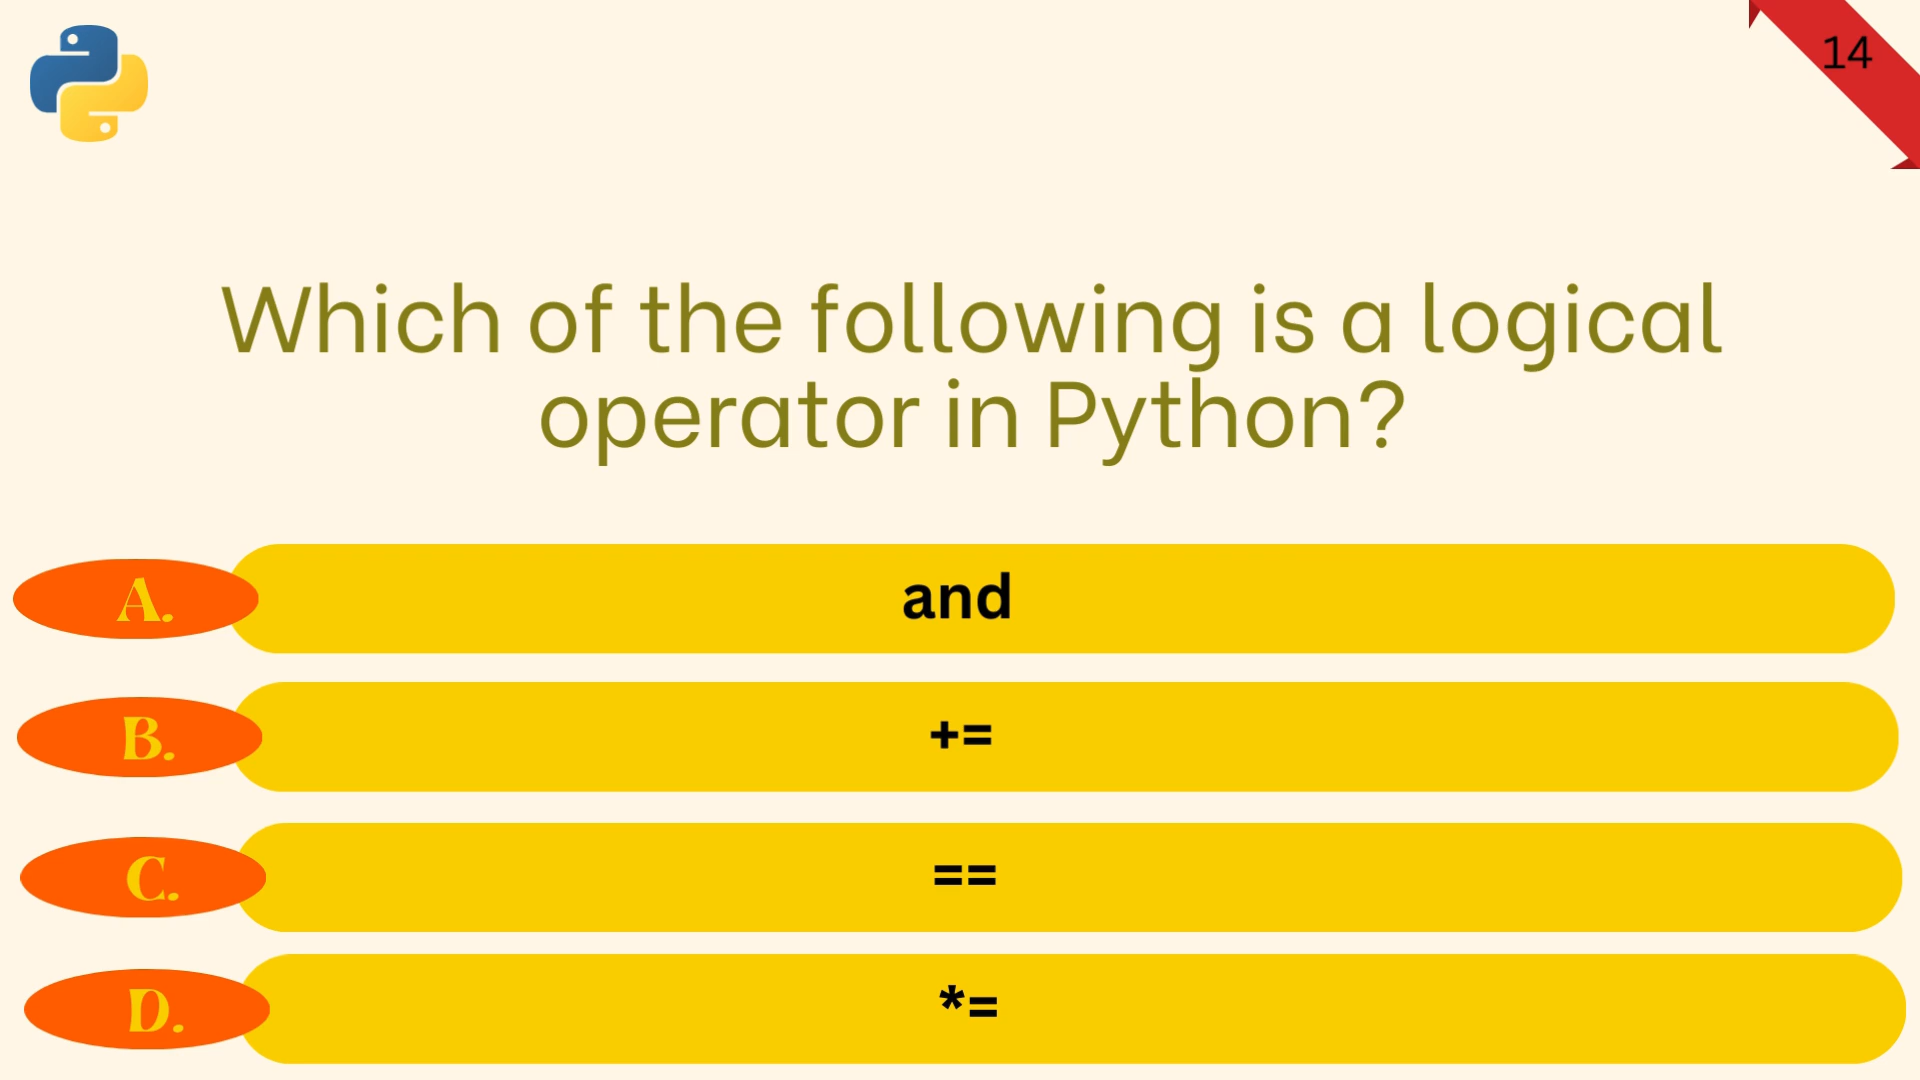 14
Which of the following is a logical
operator in Python?
A. and
B. +=
C. ==
D. *=